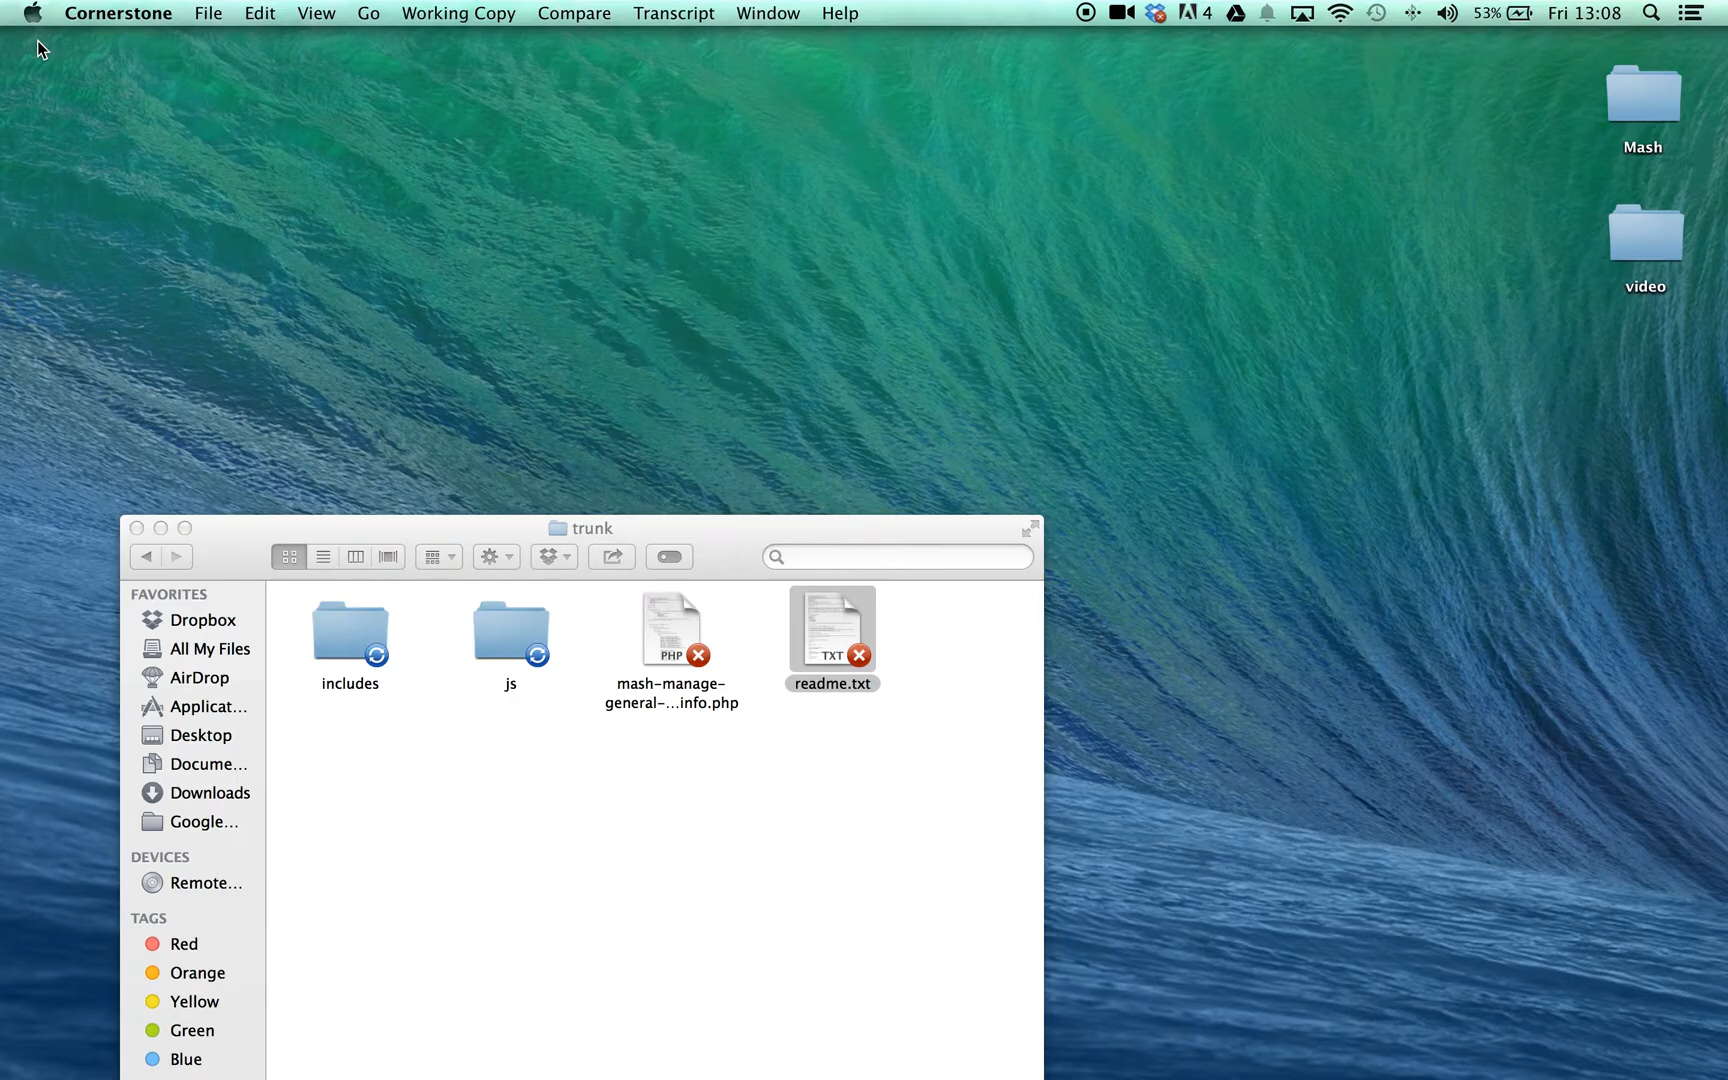 Cornerstone File Edit View Go Working Copy Compare Transcript Window Help 4 53% Fri 13:08
Mash
video
trunk
FAVORITES
Dropbox
All My Files
AirDrop
Applicat...
Desktop
Docume...
Downloads
Google...
DEVICES
Remote...
TAGS
Red
Orange
Yellow
Green
Blue
PHP
TXT
includes
js
mash-manage-
general-...info.php
readme.txt